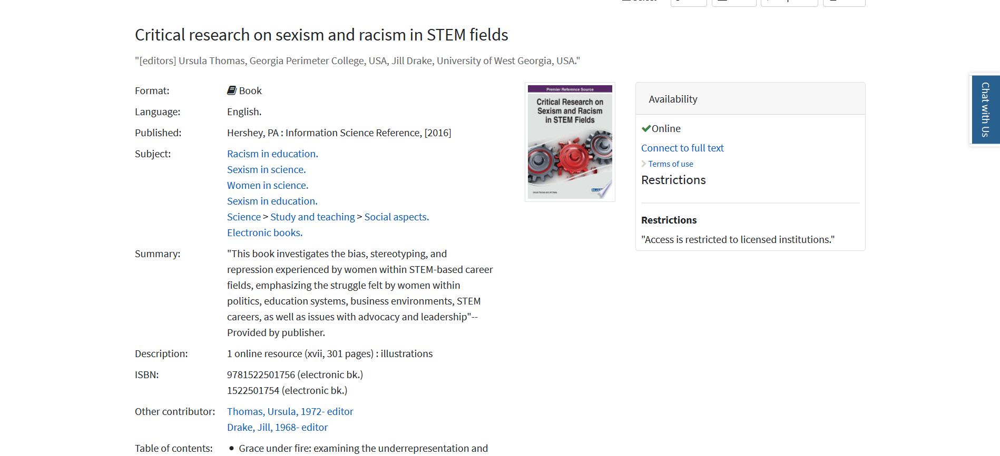 Critical research on sexism and racism in STEM fields
"[editors] Ursula Thomas, Georgia Perimeter College, USA, Jill Drake, University of West Georgia, USA."
Format: Book
Language: English.
Published: Hershey, PA : Information Science Reference, [2016]
Subject: Racism in education.
Sexism in science.
Women in science.
Sexism in education.
Science > Study and teaching > Social aspects.
Electronic books.
Summary: "This book investigates the bias, stereotyping, and
repression experienced by women within STEM-based career
fields, emphasizing the struggle felt by women within
politics, education systems, business environments, STEM
careers, as well as issues with advocacy and leadership"--
Provided by publisher.
Description: 1 online resource (xvii, 301 pages) : illustrations
ISBN: 9781522501756 (electronic bk.)
1522501754 (electronic bk.)
Other contributor: Thomas, Ursula, 1972- editor
Drake, Jill, 1968- editor
Table of contents: • Grace under fire: examining the underrepresentation and
Premier Reference Source
Critical Research on
Sexism and Racism
in STEM Fields
Ursula Thomas and Jill Drake
Availability
Online
Connect to full text
Terms of use
Restrictions
Restrictions
"Access is restricted to licensed institutions."
Chat with Us